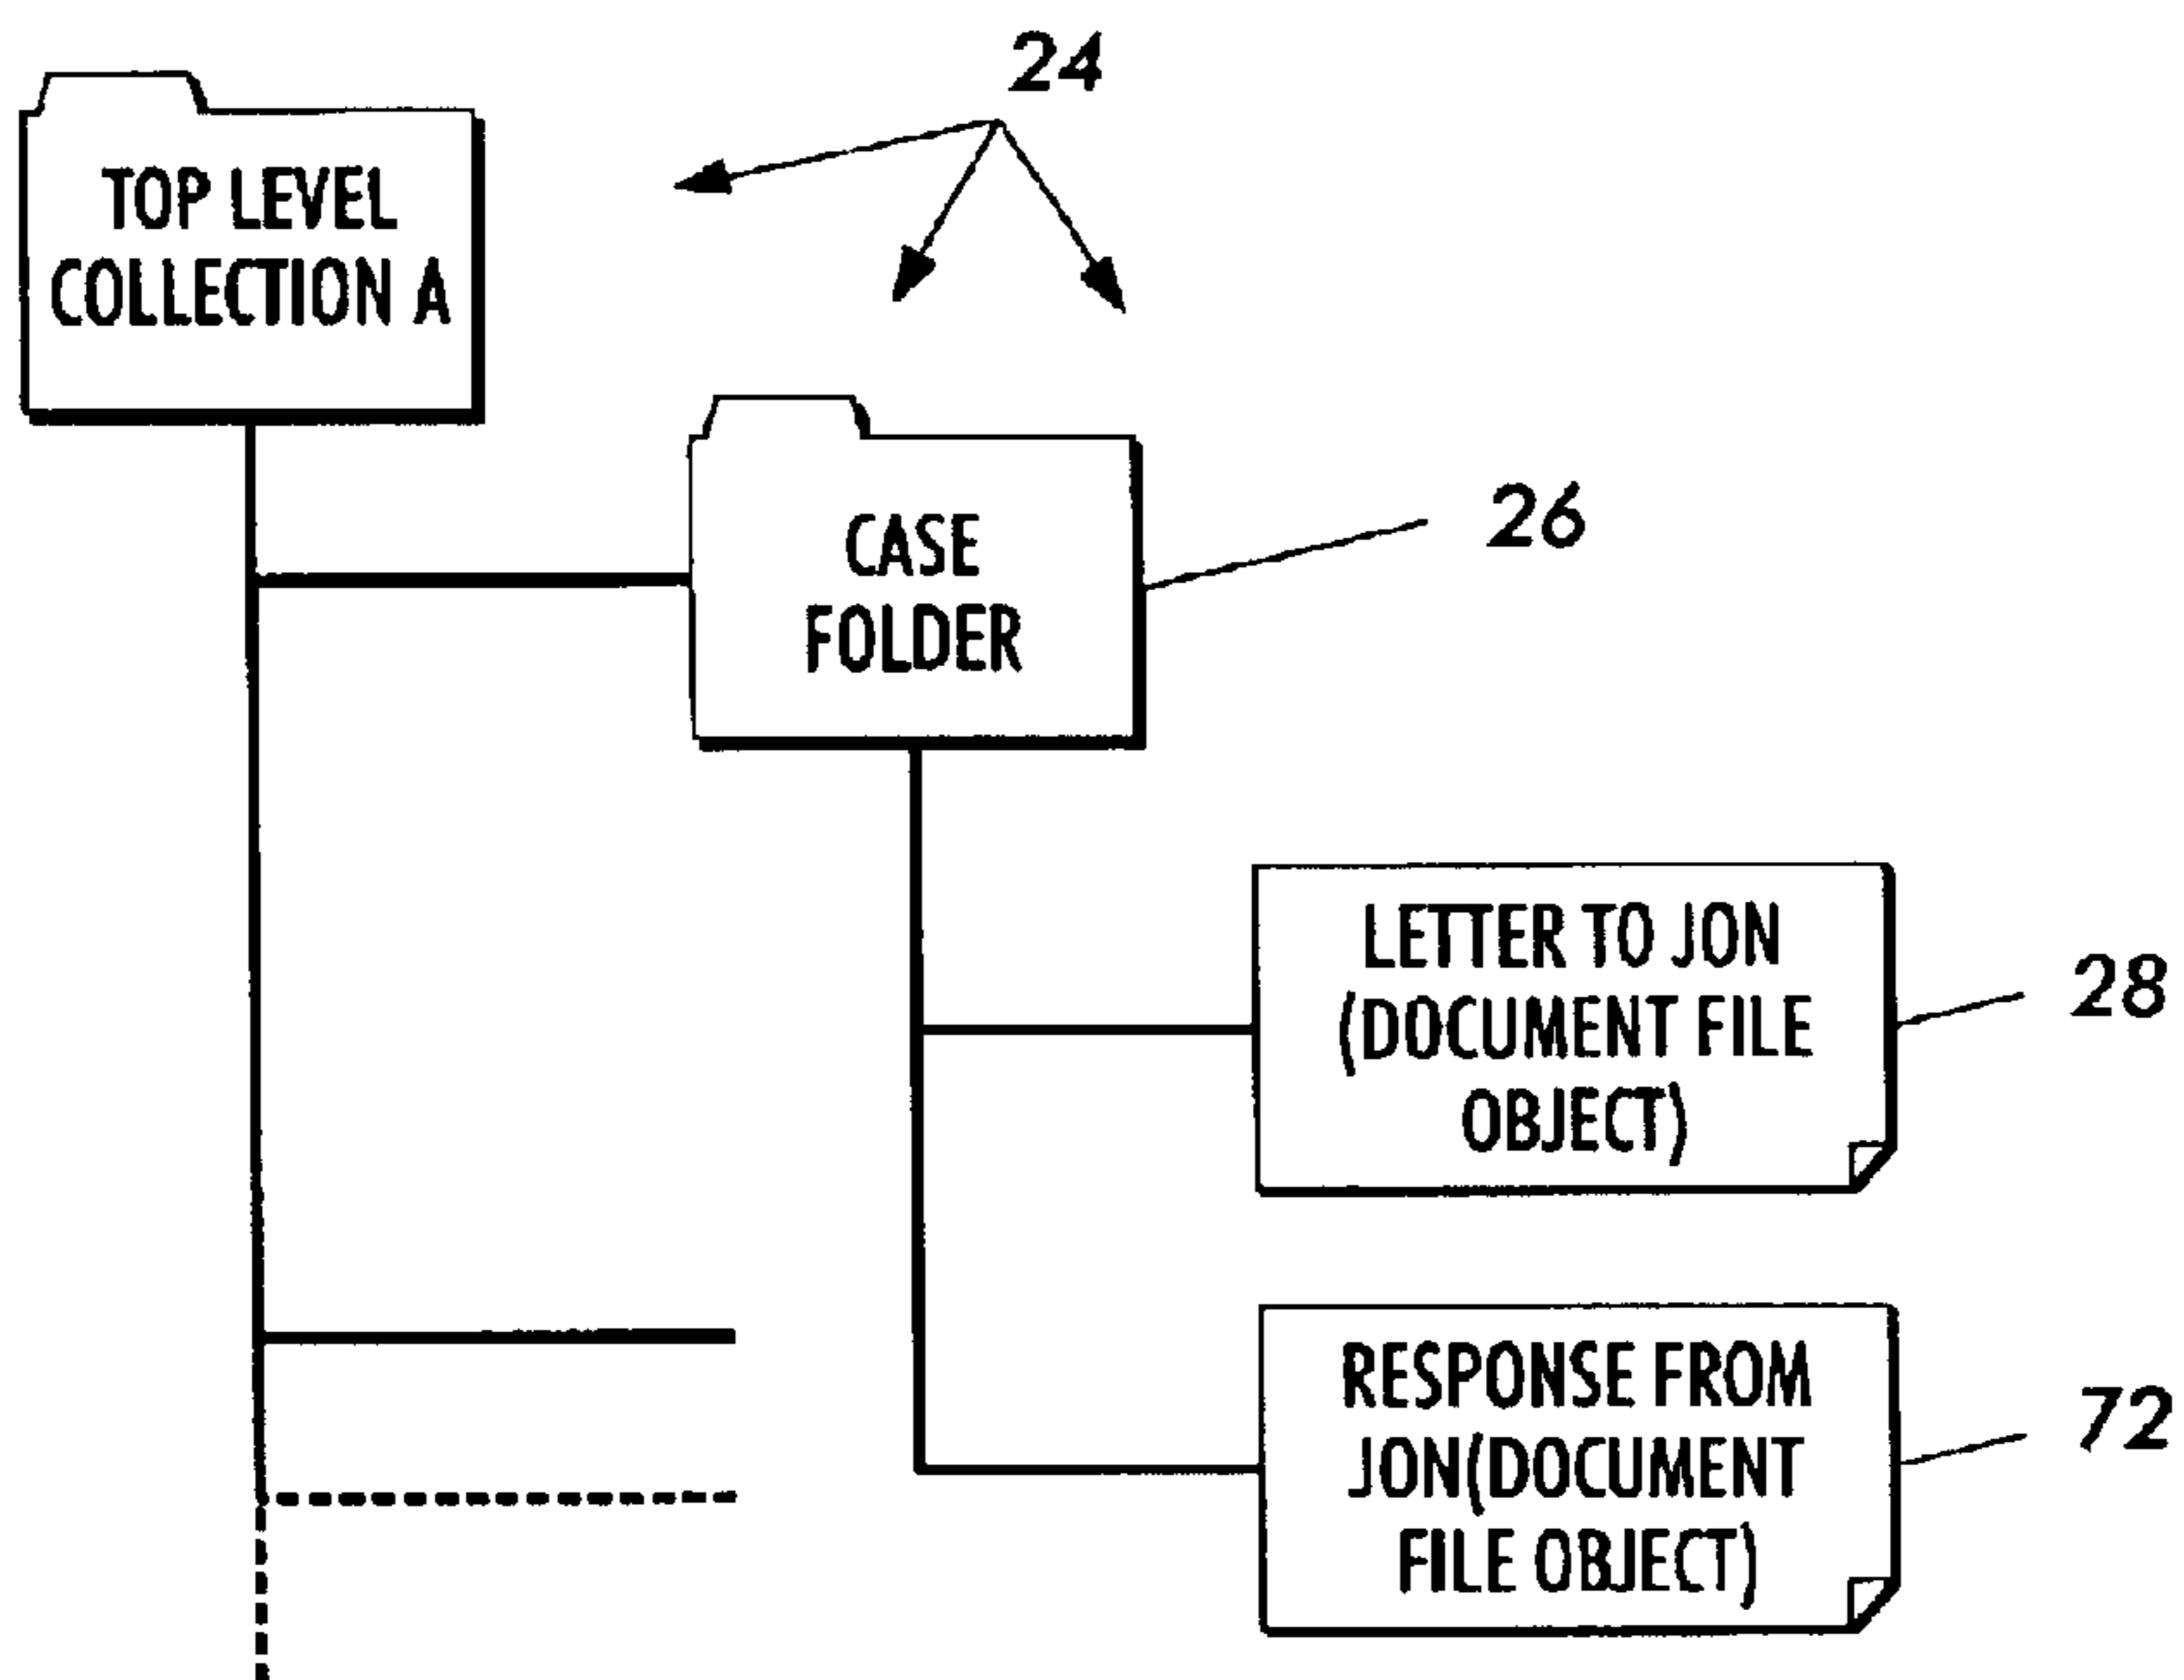 24
TOP LEVEL
COLLECTION A
CASE
FOLDER
26
LETTER TO JON
(DOCUMENT FILE
OBJECT)
28
RESPONSE FROM
JON(DOCUMENT
FILE OBJECT)
72